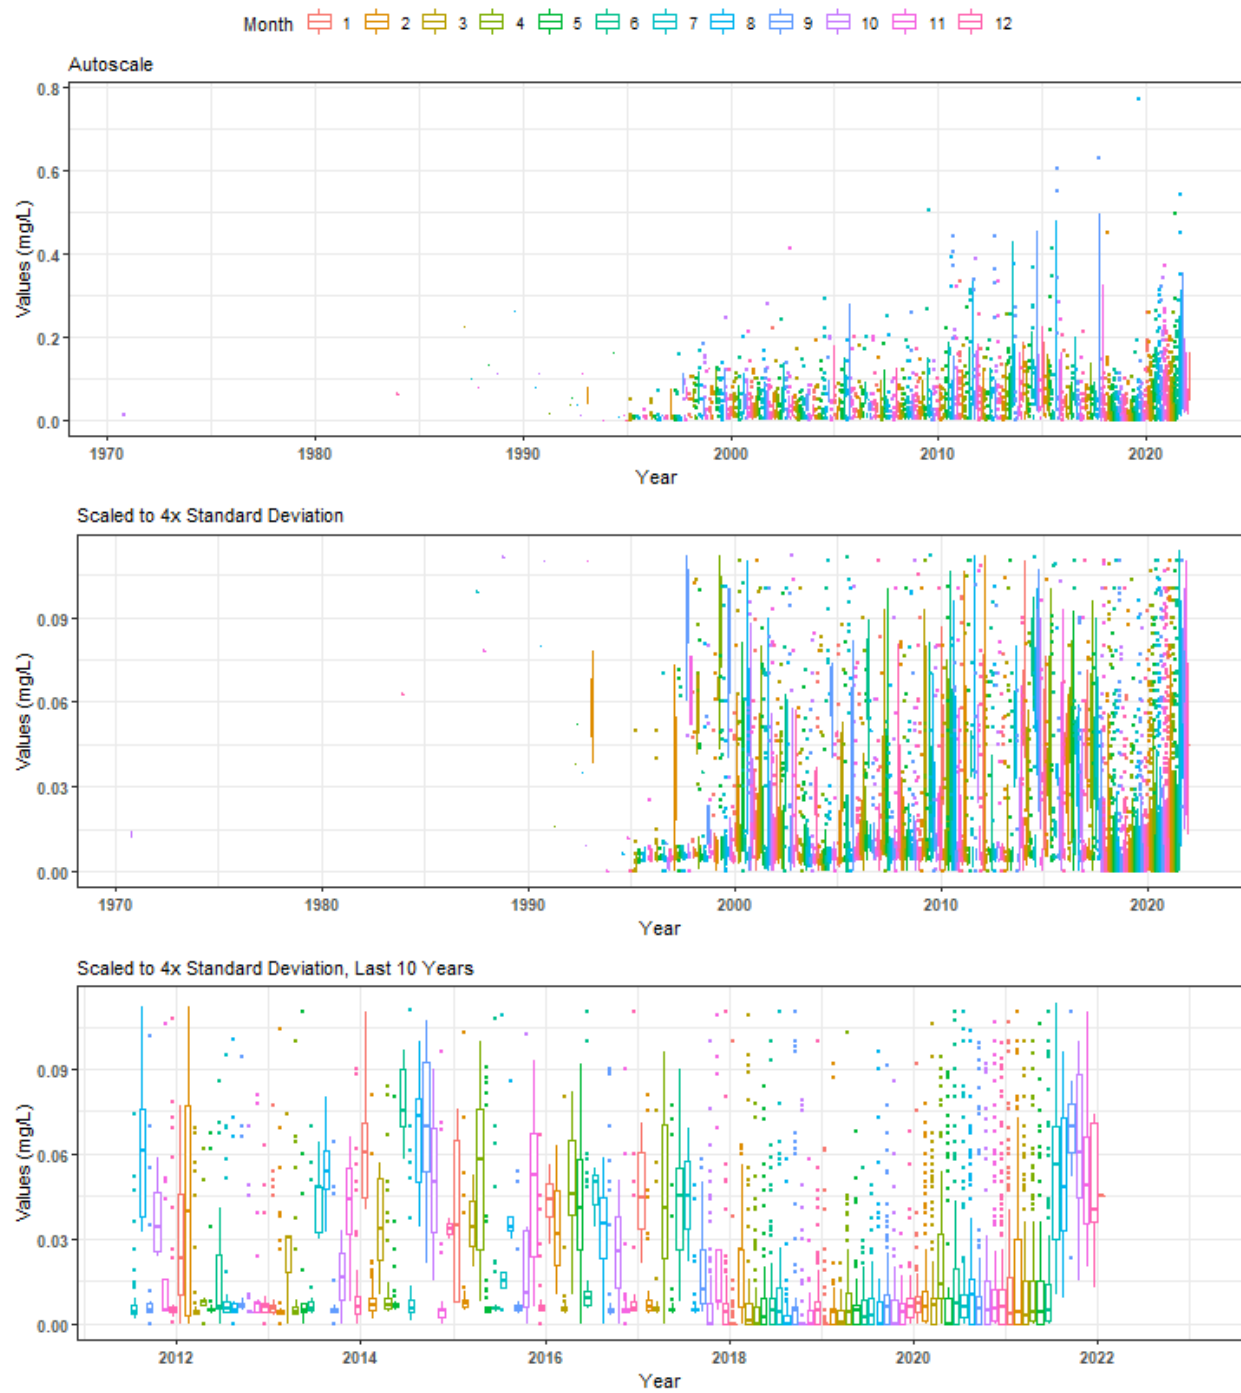 Month 1 2 3 4 5 6 7 8 9 10 11 12
Autoscale
0.8
0.6
0.4
0.2
0.0
Values (mg/L)
1970 1980 1990 2000 2010 2020
Year
Scaled to 4x Standard Deviation
0.09
0.06
0.03
0.00
Values (mg/L)
1970 1980 1990 2000 2010 2020
Year
Scaled to 4x Standard Deviation, Last 10 Years
0.09
0.06
0.03
0.00
Values (mg/L)
2012 2014 2016 2018 2020 2022
Year